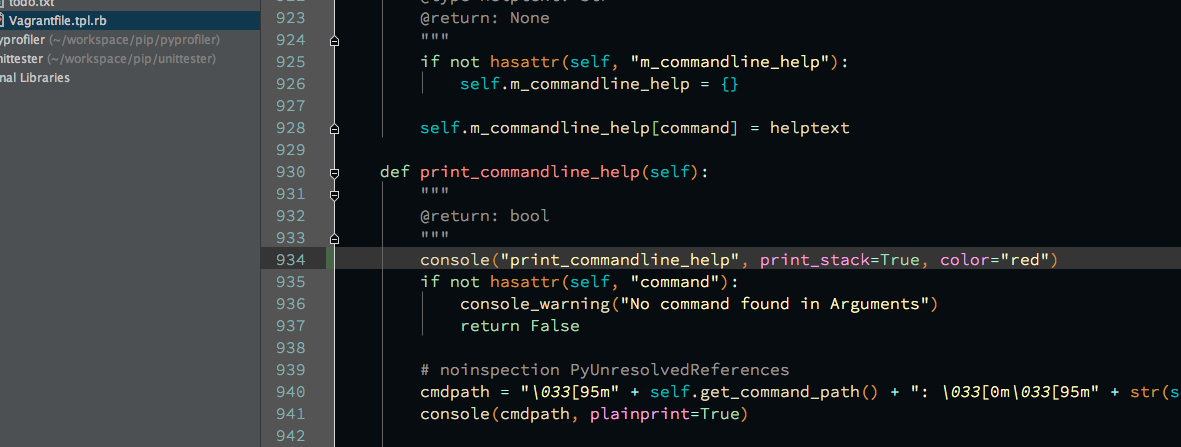 todo.txt
Vagrantfile.tpl.rb
yprofiler (~/workspace/pip/pyprofiler)
nittester (~/workspace/pip/unittester)
nal Libraries
923 @return: None
924 """
925 if not hasattr(self, "m_commandline_help"):
926 self.m_commandline_help = {}
927
928 self.m_commandline_help[command] = helptext
929
930 def print_commandline_help(self):
931 """
932 @return: bool
933 """
934 console("print_commandline_help", print_stack=True, color="red")
935 if not hasattr(self, "command"):
936 console_warning("No command found in Arguments")
937 return False
938
939 # noinspection PyUnresolvedReferences
940 cmdpath = "\033[95m" + self.get_command_path() + ": \033[0m\033[95m" + str(s
941 console(cmdpath, plainprint=True)
942